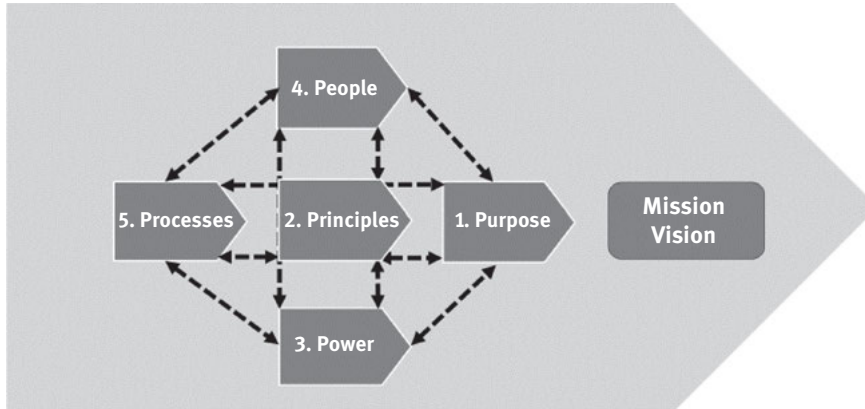 4. People
5. Processes
2. Principles
1. Purpose
Mission
Vision
3. Power